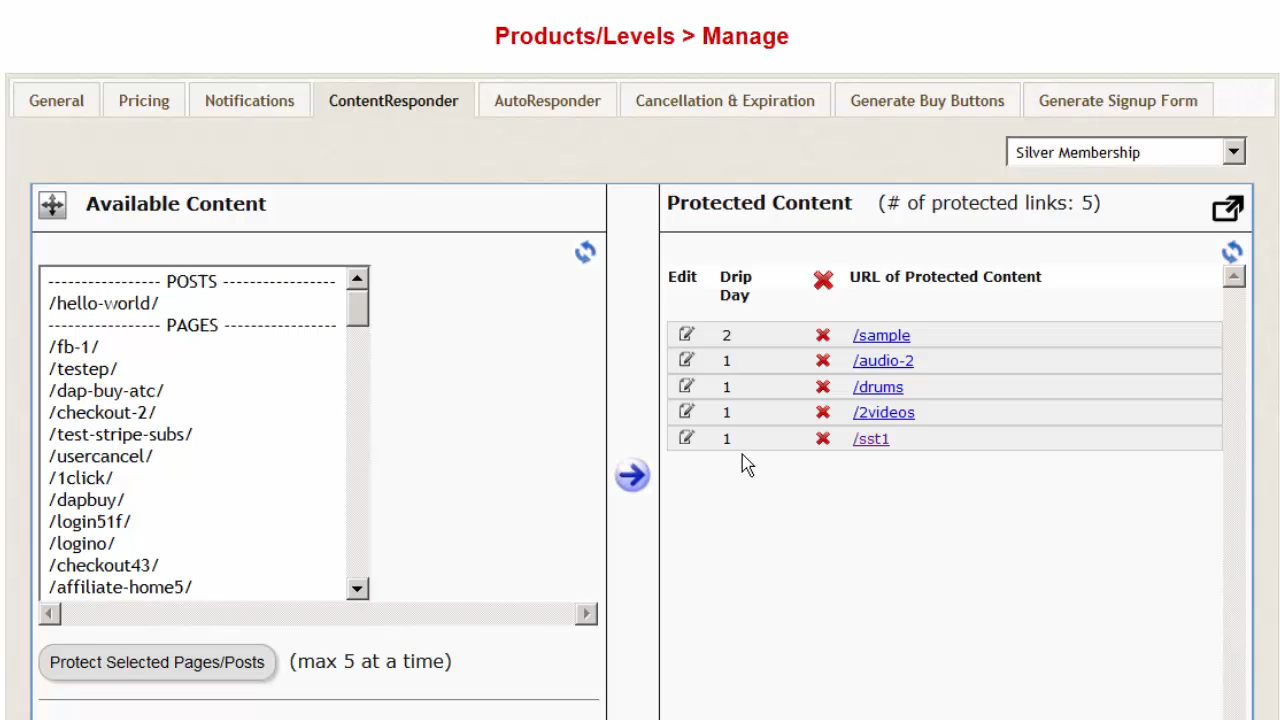 Products/Levels > Manage
General Pricing Notifications ContentResponder AutoResponder Cancellation & Expiration Generate Buy Buttons Generate Signup Form
Silver Membership
Available Content
----------------- POSTS -----------------
/hello-world/
----------------- PAGES -----------------
/fb-1/
/testep/
/dap-buy-atc/
/checkout-2/
/test-stripe-subs/
/usercancel/
/1click/
/dapbuy/
/login51f/
/logino/
/checkout43/
/affiliate-home5/
Protect Selected Pages/Posts (max 5 at a time)
Protected Content (# of protected links: 5)
Edit Drip Day URL of Protected Content
2 /sample
1 /audio-2
1 /drums
1 /2videos
1 /sst1